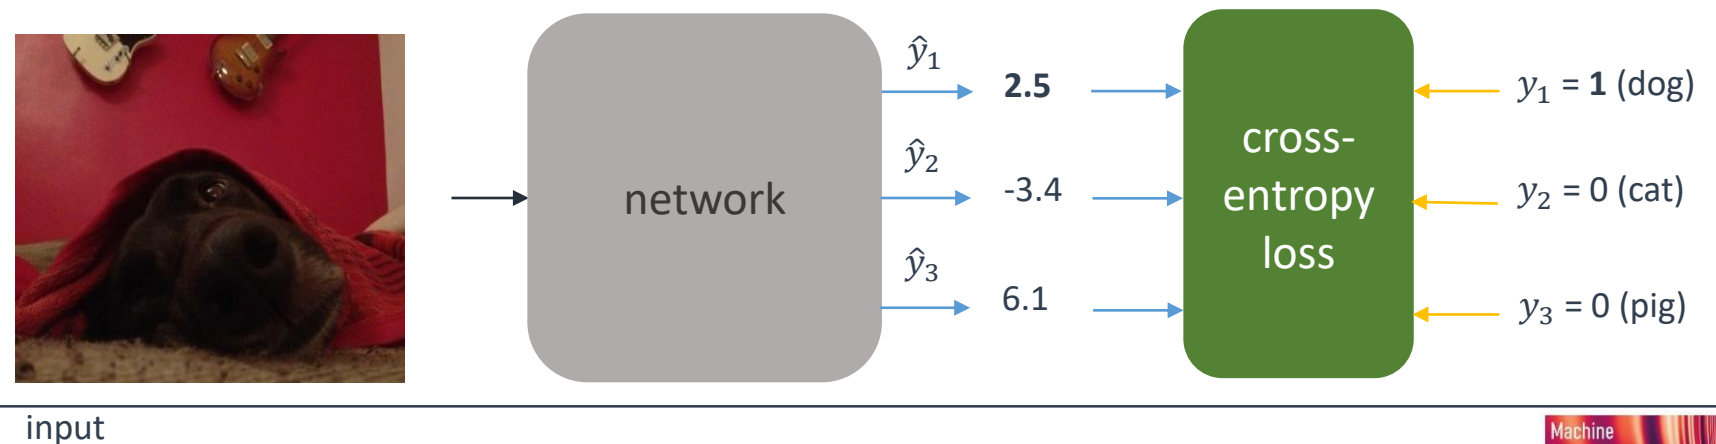 ŷ₁
2.5
y₁ = 1 (dog)
ŷ₂
-3.4
y₂ = 0 (cat)
ŷ₃
6.1
y₃ = 0 (pig)
network
cross-
entropy
loss
input
Machine